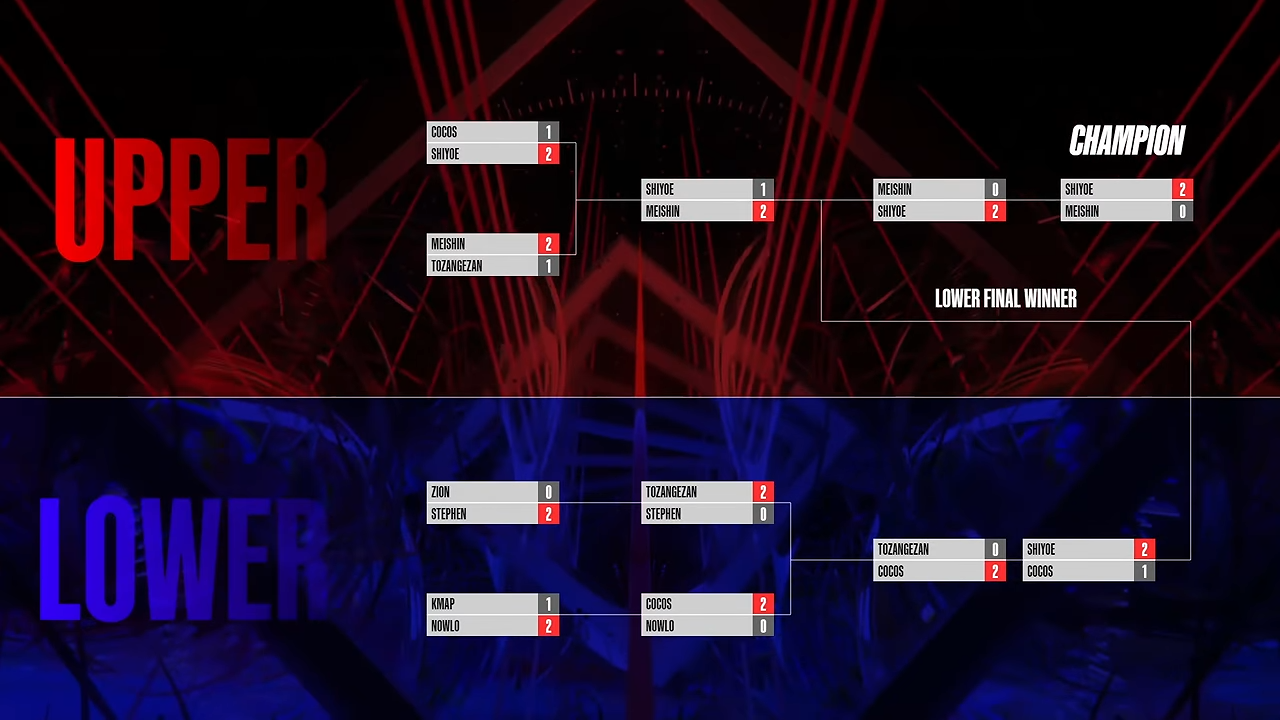 UPPER
COCOS 1
SHIYOE 2
MEISHIN 2
TOZANGEZAN 1
SHIYOE 1
MEISHIN 2
MEISHIN 0
SHIYOE 2
CHAMPION
SHIYOE 2
MEISHIN 0
LOWER FINAL WINNER
LOWER
ZION 0
STEPHEN 2
KMAP 1
NOWLO 2
TOZANGEZAN 2
STEPHEN 0
COCOS 2
NOWLO 0
TOZANGEZAN 0
COCOS 2
SHIYOE 2
COCOS 1